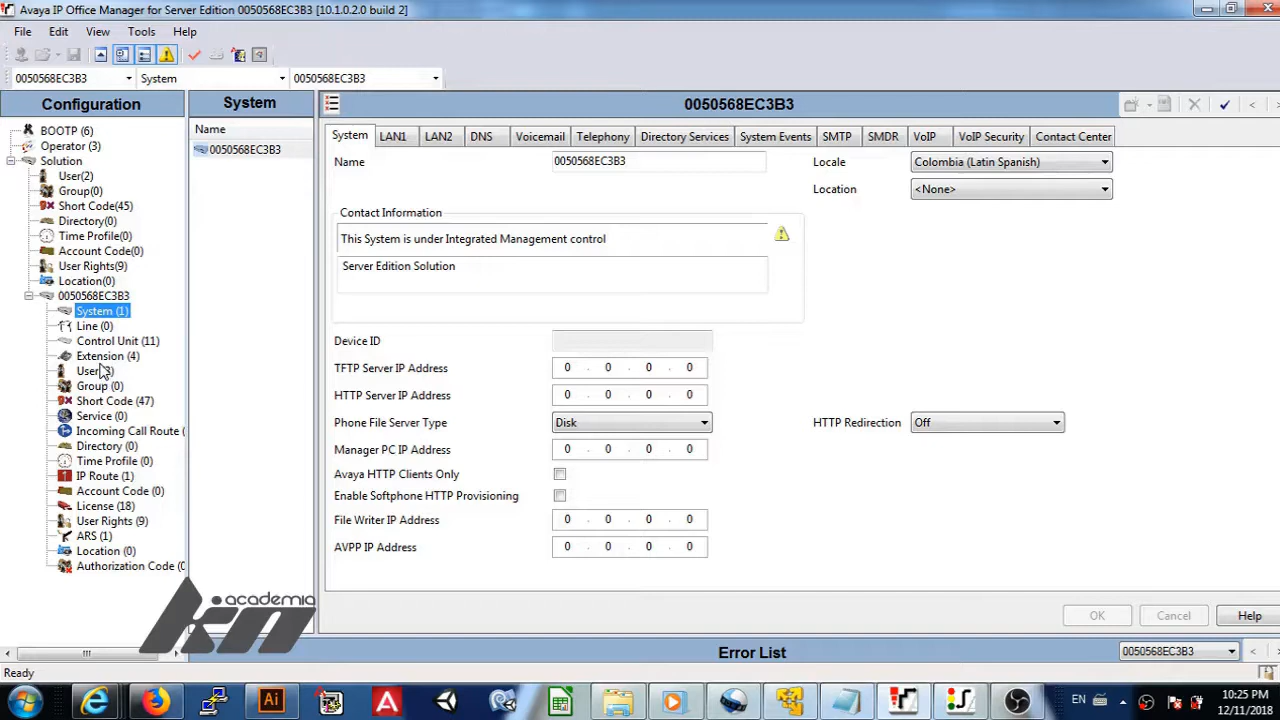 Avaya IP Office Manager for Server Edition 0050568EC3B3 [10.1.0.2.0 build 2]
File Edit View Tools Help
0050568EC3B3 System 0050568EC3B3
Configuration
BOOTP (6)
Operator (3)
Solution
User(2)
Group(0)
Short Code(45)
Directory(0)
Time Profile(0)
Account Code(0)
User Rights(9)
Location(0)
0050568EC3B3
System (1)
Line (0)
Control Unit (11)
Extension (4)
Group (0)
Short Code (47)
Service (0)
Incoming Call Route (
Directory (0)
Time Profile (0)
IP Route (1)
Account Code (0)
License (18)
User Rights (9)
ARS (1)
Location (0)
Authorization Code (0
System
Name
0050568EC3B3
0050568EC3B3
System LAN1 LAN2 DNS Voicemail Telephony Directory Services System Events SMTP SMDR VoIP VoIP Security Contact Center
Name 0050568EC3B3 Locale Colombia (Latin Spanish)
Location <None>
Contact Information
This System is under Integrated Management control
Server Edition Solution
Device ID
TFTP Server IP Address 0 . 0 . 0 . 0
HTTP Server IP Address 0 . 0 . 0 . 0
Phone File Server Type Disk HTTP Redirection Off
Manager PC IP Address 0 . 0 . 0 . 0
Avaya HTTP Clients Only
Enable Softphone HTTP Provisioning
File Writer IP Address 0 . 0 . 0 . 0
AVPP IP Address 0 . 0 . 0 . 0
OK Cancel Help
Error List 0050568EC3B3
academia
kn
Ready
EN 10:25 PM
12/11/2018